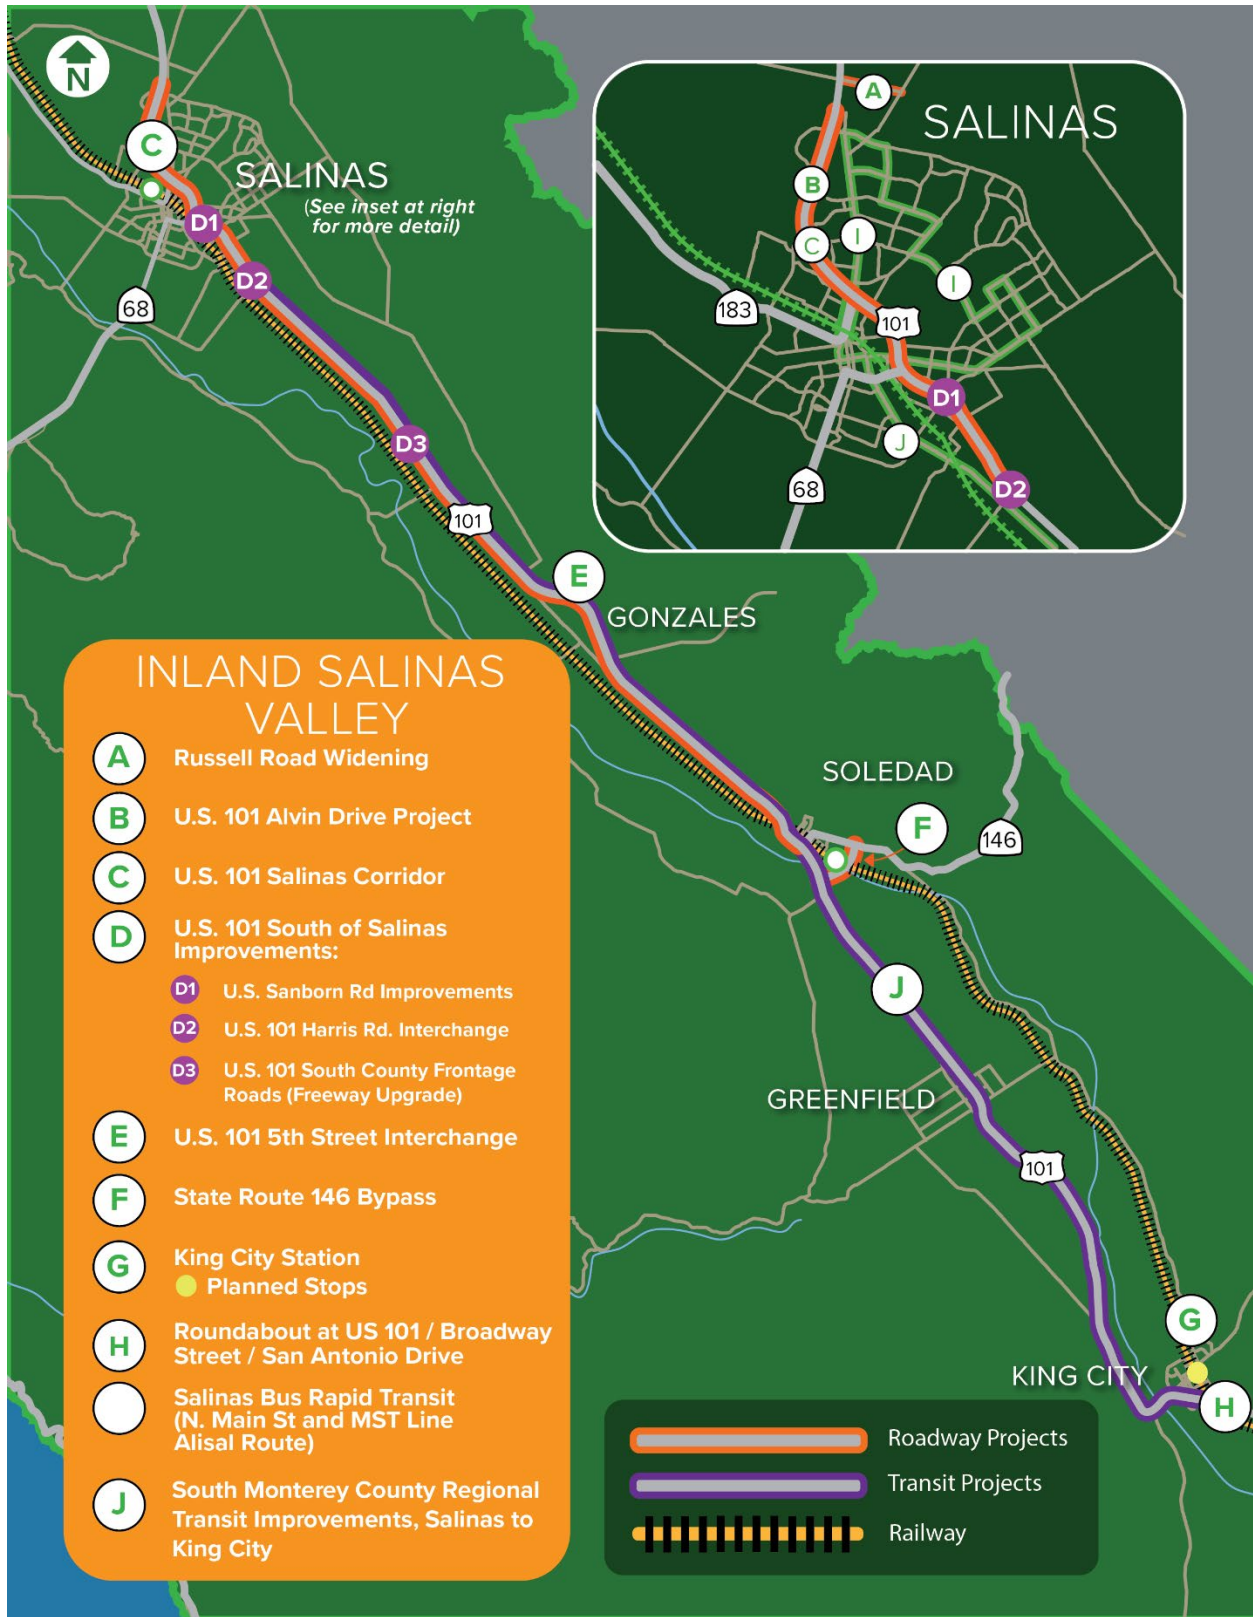 N
C
SALINAS
(See inset at right
for more detail)
D1
D2
68
D3
101
E
GONZALES
SALINAS
A
B
C
I
I
183
101
D1
J
68
D2
SOLEDAD
F
146
J
GREENFIELD
101
G
KING CITY
H
INLAND SALINAS
VALLEY
A Russell Road Widening
B U.S. 101 Alvin Drive Project
C U.S. 101 Salinas Corridor
D U.S. 101 South of Salinas
Improvements:
D1 U.S. Sanborn Rd Improvements
D2 U.S. 101 Harris Rd. Interchange
D3 U.S. 101 South County Frontage
Roads (Freeway Upgrade)
E U.S. 101 5th Street Interchange
F State Route 146 Bypass
G King City Station
Planned Stops
H Roundabout at US 101 / Broadway
Street / San Antonio Drive
Salinas Bus Rapid Transit
(N. Main St and MST Line
Alisal Route)
J South Monterey County Regional
Transit Improvements, Salinas to
King City
Roadway Projects
Transit Projects
Railway